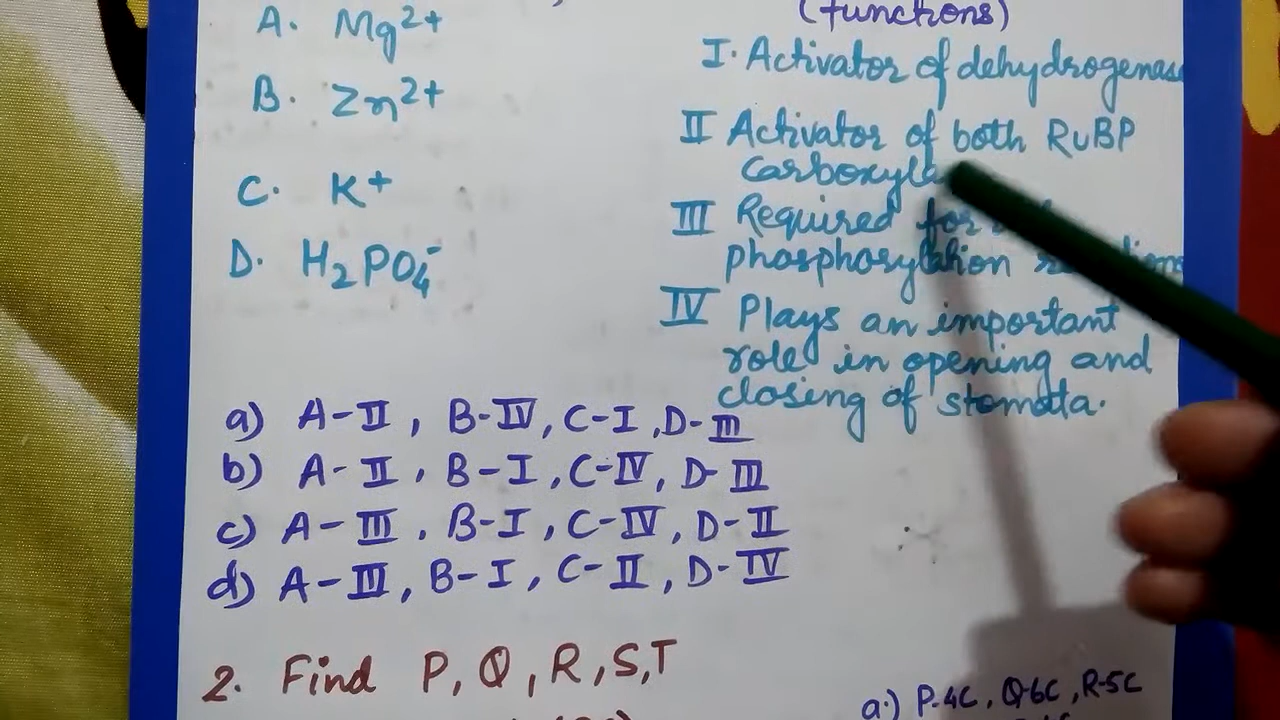 (functions)
A. Mg2+
I. Activator of dehydrogenase
B. Zn2+
II Activator of both RuBP
C. K+
III Required for
phosphorylation
D. H2PO4-
IV Plays an important
role in opening and
closing of stomata.
a) A-II, B-IV, C-I, D-III
b) A-II, B-I, C-IV, D-III
c) A-III, B-I, C-IV, D-II
d) A-III, B-I, C-II, D-IV
2. Find P, Q, R, S, T
a.) P-4C, Q-6C, R-5C